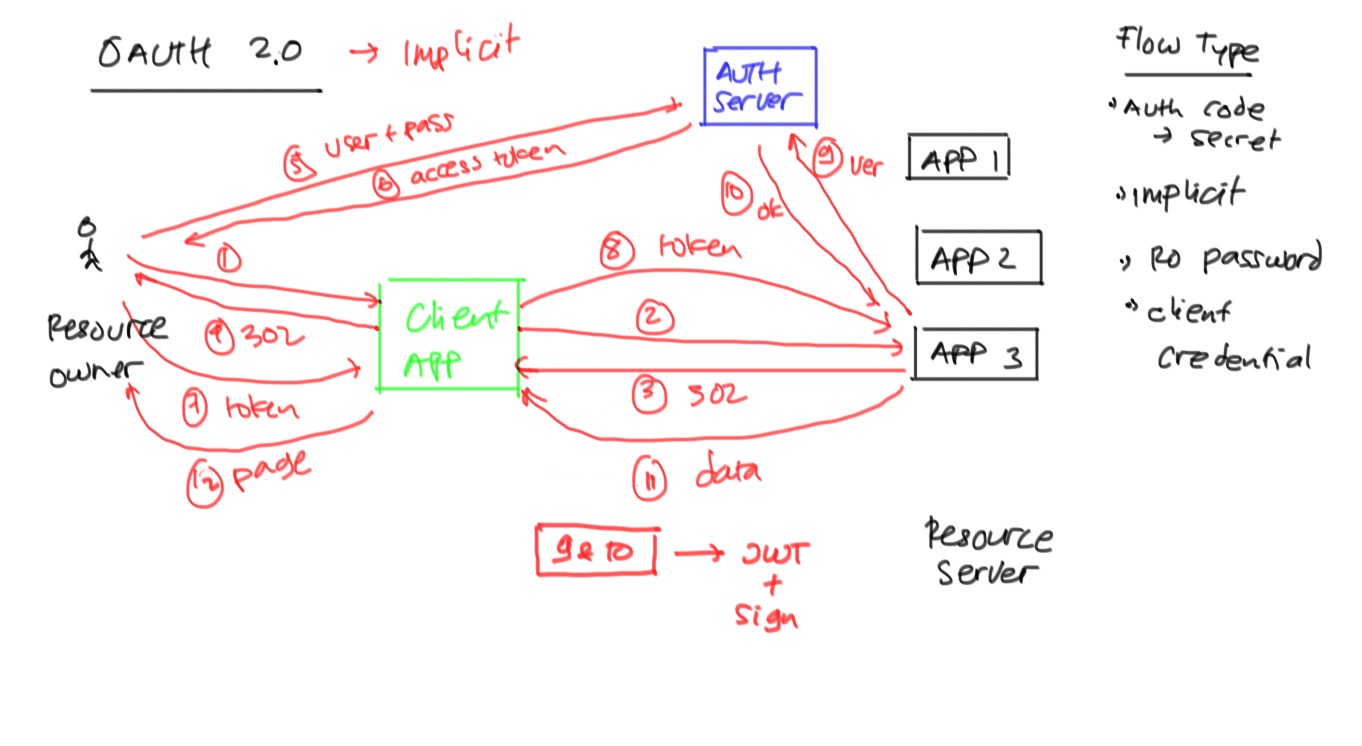 OAUTH 2.0 → Implicit
AUTH
Server
Flow Type
Auth code
→ secret
Implicit
RO password
client
credential
APP 1
APP 2
APP 3
Resource
Server
Resource
owner
Client
APP
①
②
③ 302
④ 302
⑤ user + pass
⑥ access token
⑦ token
⑧ token
⑨ ver
⑩ ok
⑪ data
⑫ page
9 & 10 → JWT
+
Sign